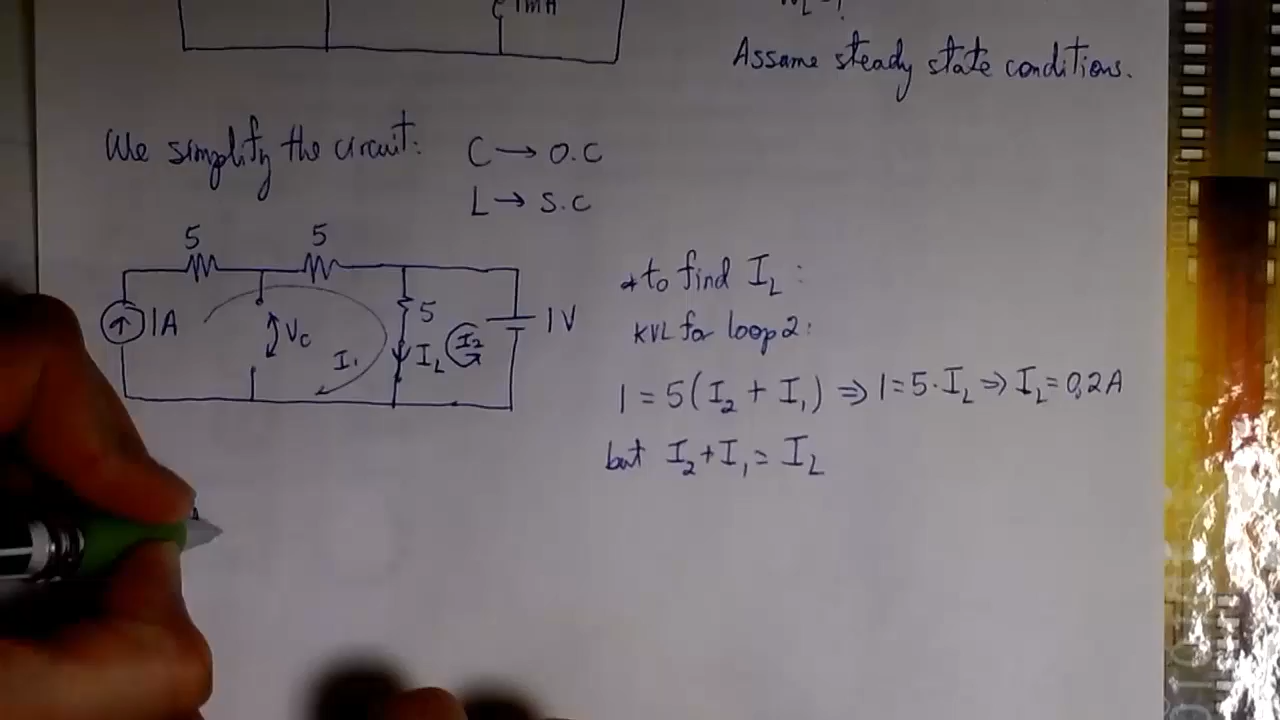 1mH
Assume steady state conditions.
We simplify the circuit: C → O.C
L → S.C
5 5
1A Vc I1 5 IL I2 1V
*to find IL:
KVL for loop 2:
1 = 5(I2 + I1) ⇒ 1 = 5·IL ⇒ IL = 0,2A
but I2 + I1 = IL